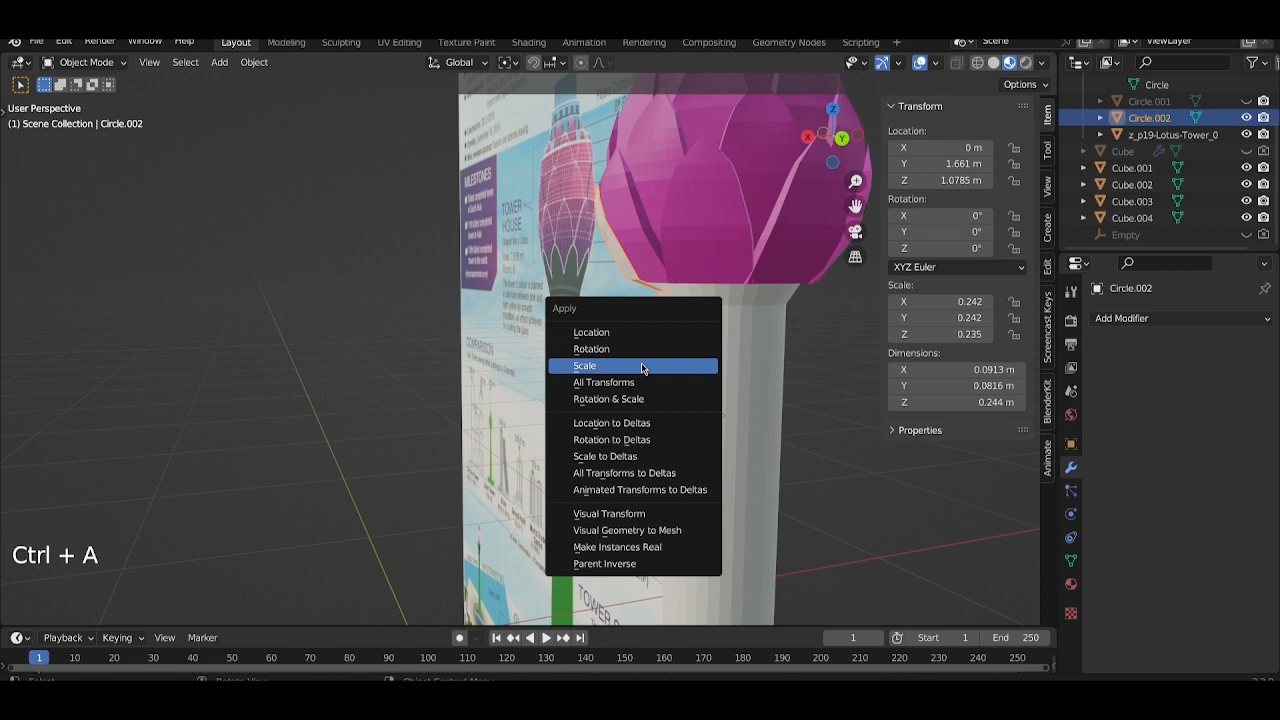 File Edit Render Window Help Layout Modeling Sculpting UV Editing Texture Paint Shading Animation Rendering Compositing Geometry Nodes Scripting + Scene ViewLayer
Object Mode View Select Add Object Global
Options
User Perspective
(1) Scene Collection | Circle.002
Z
X
Y
MILESTONES
TOWER
HOUSE
COMPARISON
Apply
Location
Rotation
Scale
All Transforms
Rotation & Scale
Location to Deltas
Rotation to Deltas
Scale to Deltas
All Transforms to Deltas
Animated Transforms to Deltas
Visual Transform
Visual Geometry to Mesh
Make Instances Real
Parent Inverse
Ctrl + A
Transform
Location:
X 0 m
Y 1.661 m
Z 1.0785 m
Rotation:
X 0°
Y 0°
Z 0°
XYZ Euler
Scale:
X 0.242
Y 0.242
Z 0.235
Dimensions:
X 0.0913 m
Y 0.0816 m
Z 0.244 m
Properties
Item
Tool
View
Create
Edit
Screencast Keys
BlenderKit
Animate
Circle
Circle.001
Circle.002
z_p19-Lotus-Tower_0
Cube
Cube.001
Cube.002
Cube.003
Cube.004
Empty
Circle.002
Add Modifier
Playback Keying View Marker 1 Start 1 End 250
1 10 20 30 40 50 60 70 80 90 100 110 120 130 140 150 160 170 180 190 200 210 220 230 240 250